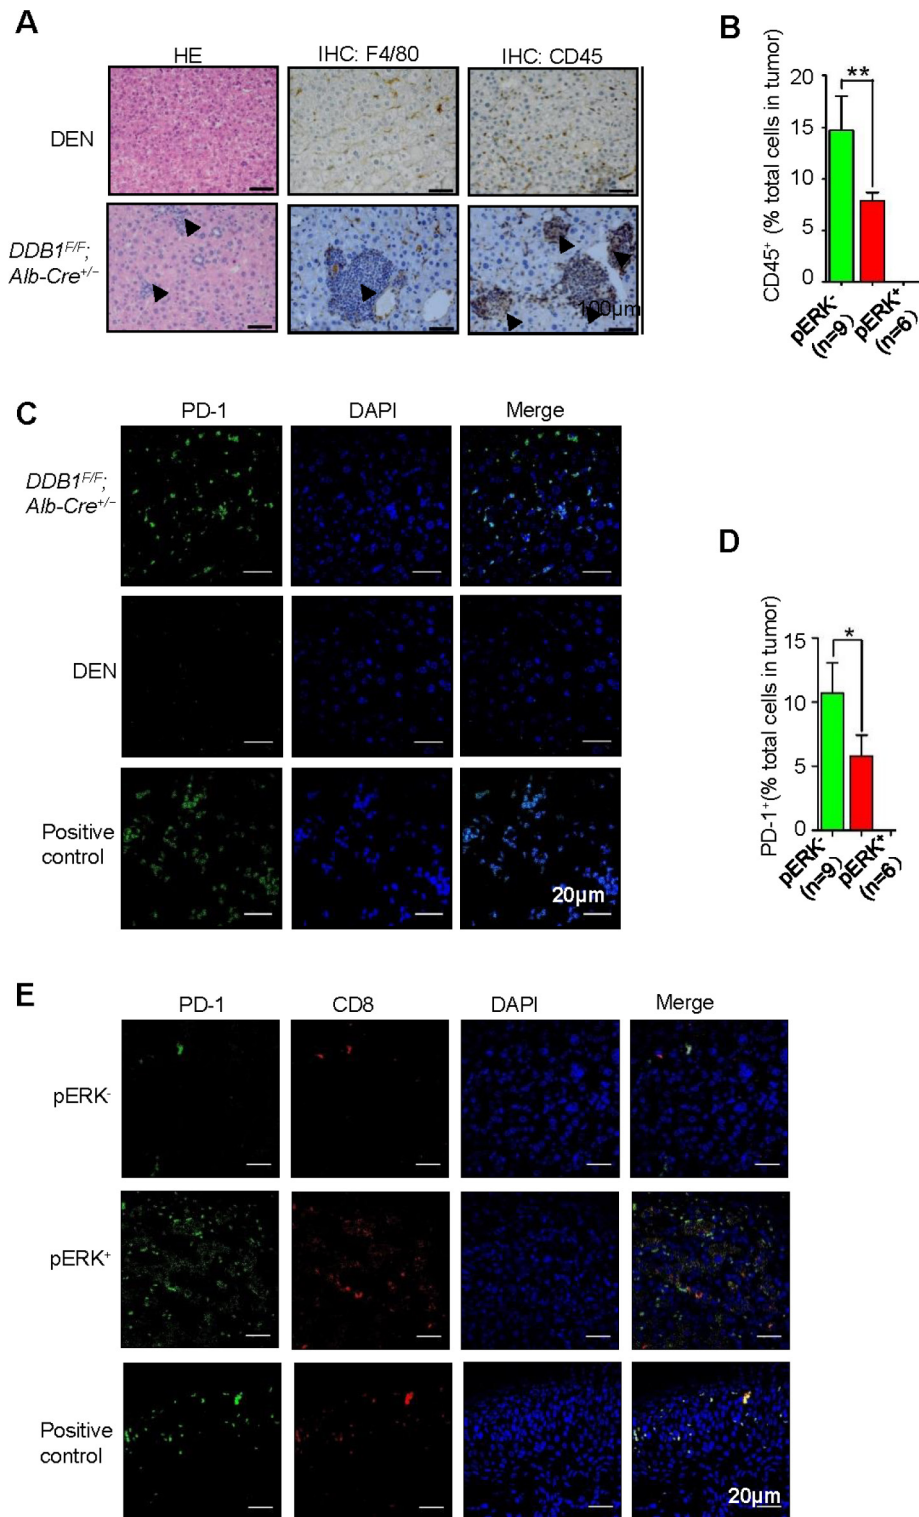 A
HE
IHC: F4/80
IHC: CD45
DEN
DDB1F/F;
Alb-Cre+/−
100µm
B
CD45+ (% total cells in tumor)
20
15
10
5
0
**
pERK-
(n=9)
pERK+
(n=6)
C
PD-1
DAPI
Merge
DDB1F/F;
Alb-Cre+/−
DEN
Positive
control
20µm
D
PD-1+(% total cells in tumor)
15
10
5
0
*
pERK-
(n=9)
pERK+
(n=6)
E
PD-1
CD8
DAPI
Merge
pERK-
pERK+
Positive
control
20µm